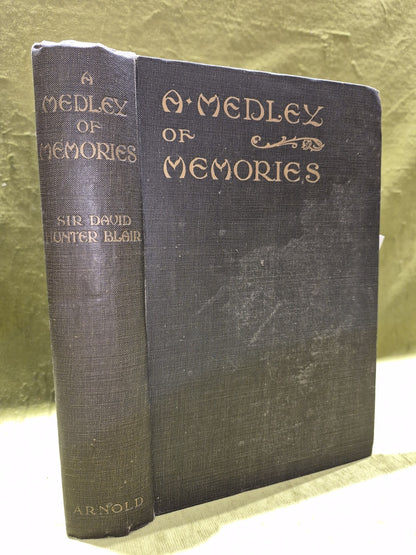 A
MEDLEY
OF
MEMORIES
SIR DAVID
HUNTER BLAIR
ARNOLD
A · MEDLEY
OF
MEMORIES